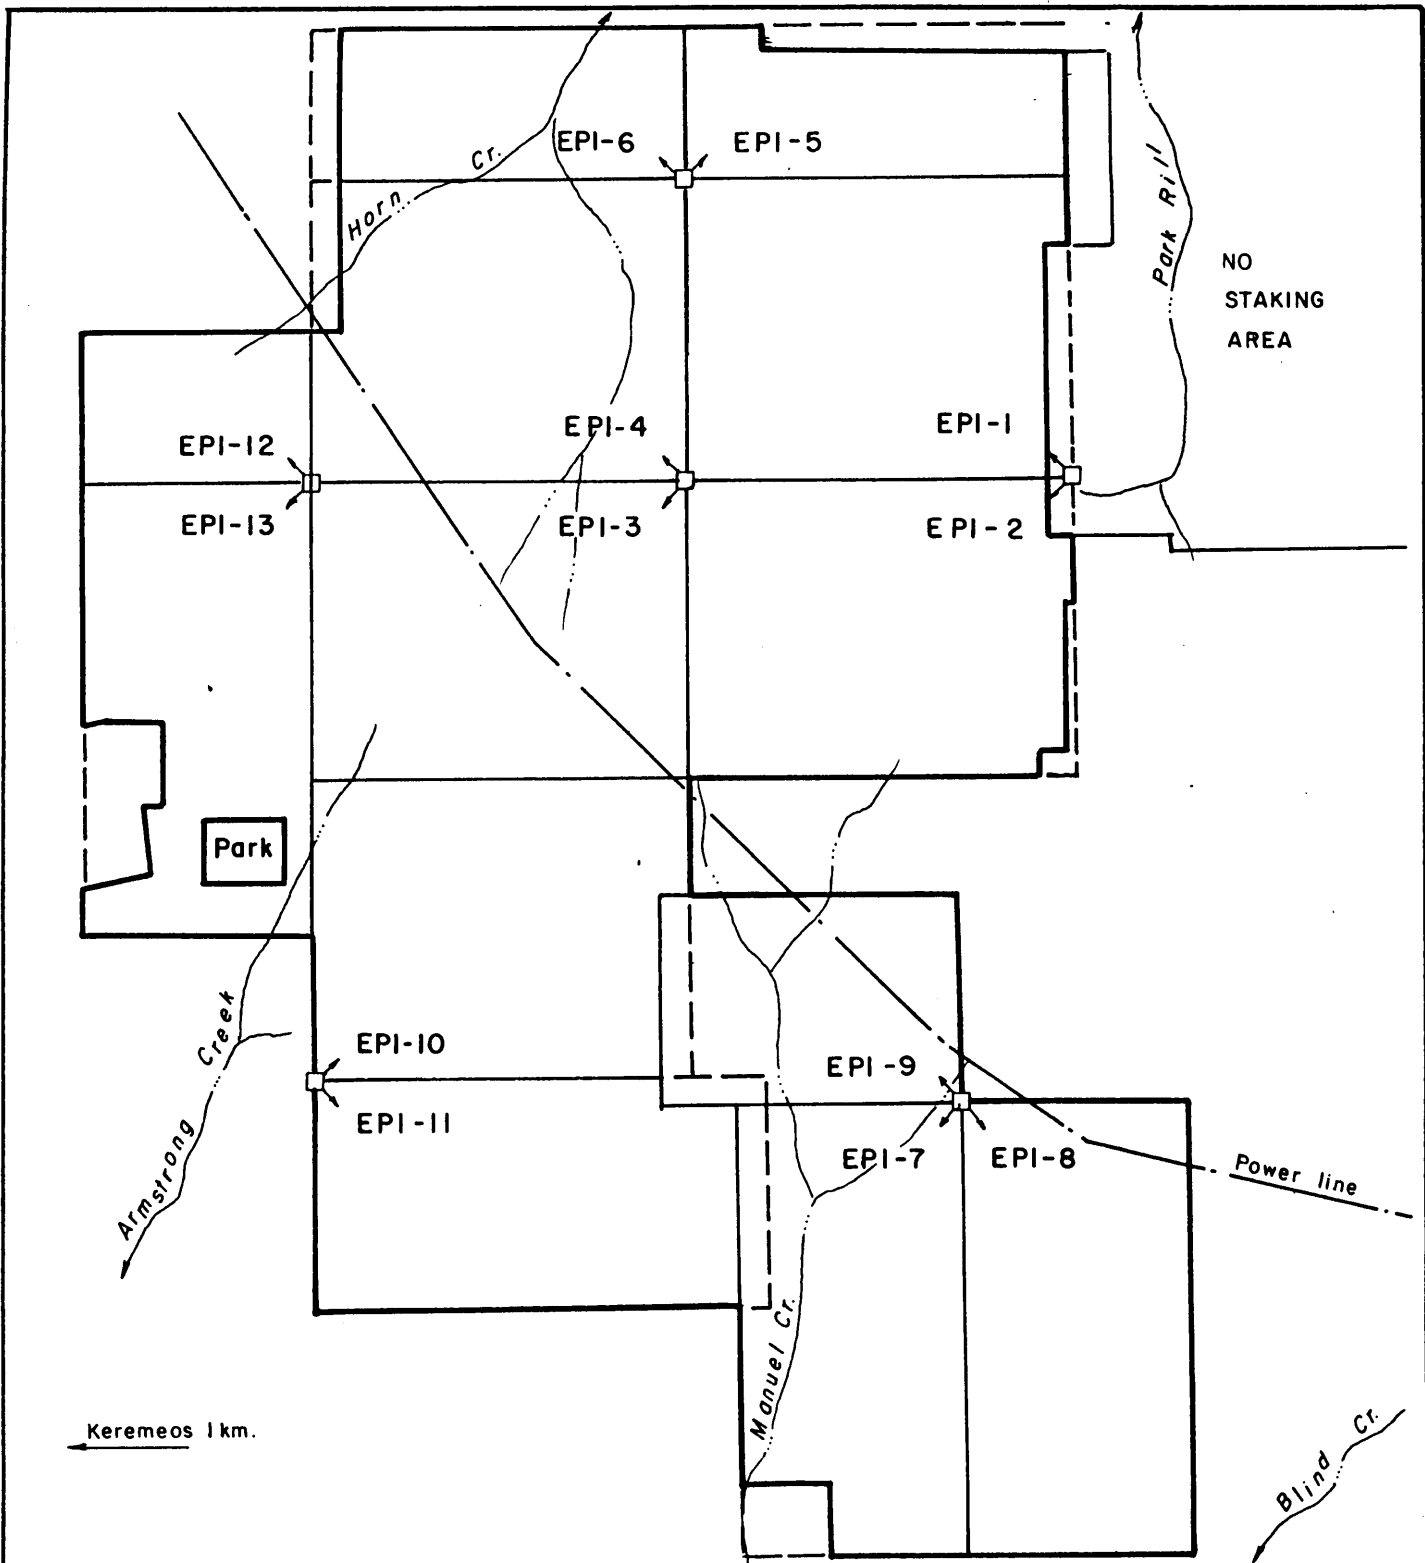 EPI-6
EPI-5
Horn Cr.
Park Rill
NO
STAKING
AREA
EPI-4
EPI-1
EPI-12
EPI-13
EPI-3
EPI-2
Park
Armstrong Creek
EPI-10
EPI-11
EPI-9
EPI-7
EPI-8
Power line
Manuel Cr.
Keremeos 1 km.
Blind Cr.